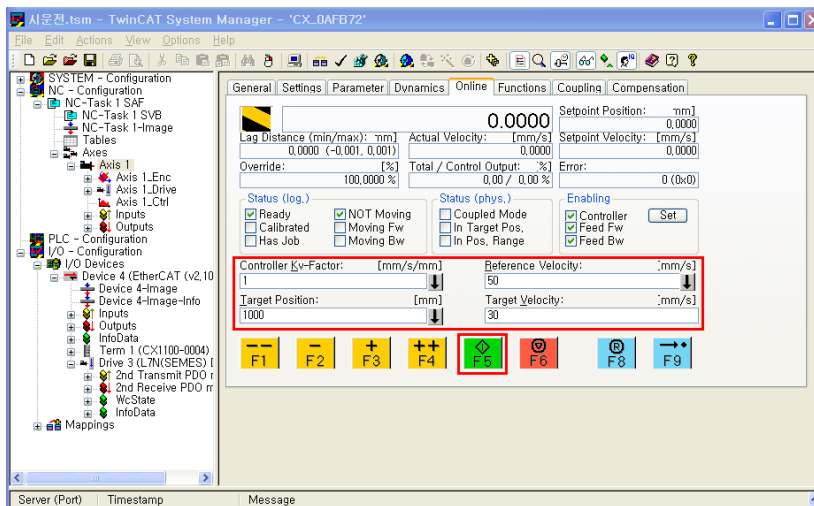 시운전.tsm - TwinCAT System Manager - 'CX_0AFB72'
File Edit Actions View Options Help
SYSTEM - Configuration
NC - Configuration
NC-Task 1 SAF
NC-Task 1 SVB
NC-Task 1-Image
Tables
Axes
Axis 1
Axis 1_Enc
Axis 1_Drive
Axis 1_Ctrl
Inputs
Outputs
PLC - Configuration
I/O - Configuration
I/O Devices
Device 4 (EtherCAT (v2,10
Device 4-Image
Device 4-Image-Info
Inputs
Outputs
InfoData
Term 1 (CX1100-0004)
Drive 3 (L7N(SEMES) [
2nd Transmit PDO
2nd Receive PDO
WcState
InfoData
Mappings
General Settings Parameter Dynamics Online Functions Coupling Compensation
0.0000
Setpoint Position: mm]
0,0000
Lag Distance (min/max): mm] Actual Velocity: [mm/s] Setpoint Velocity: [mm/s]
0,0000 (-0,001, 0,001) 0,0000 0,0000
Override: [%] Total / Control Output: %] Error:
100,0000 % 0,00 / 0,00 % 0 (0x0)
Status (log,) Status (phys,) Enabling
Ready NOT Moving Coupled Mode Controller Set
Calibrated Moving Fw In Target Pos, Feed Fw
Has Job Moving Bw In Pos, Range Feed Bw
Controller Kv-Factor: [mm/s/mm] Reference Velocity: [mm/s]
1 50
Target Position: [mm] Target Velocity: [mm/s]
1000 30
-- - + ++ R
F1 F2 F3 F4 F5 F6 F8 F9
Server (Port) Timestamp Message